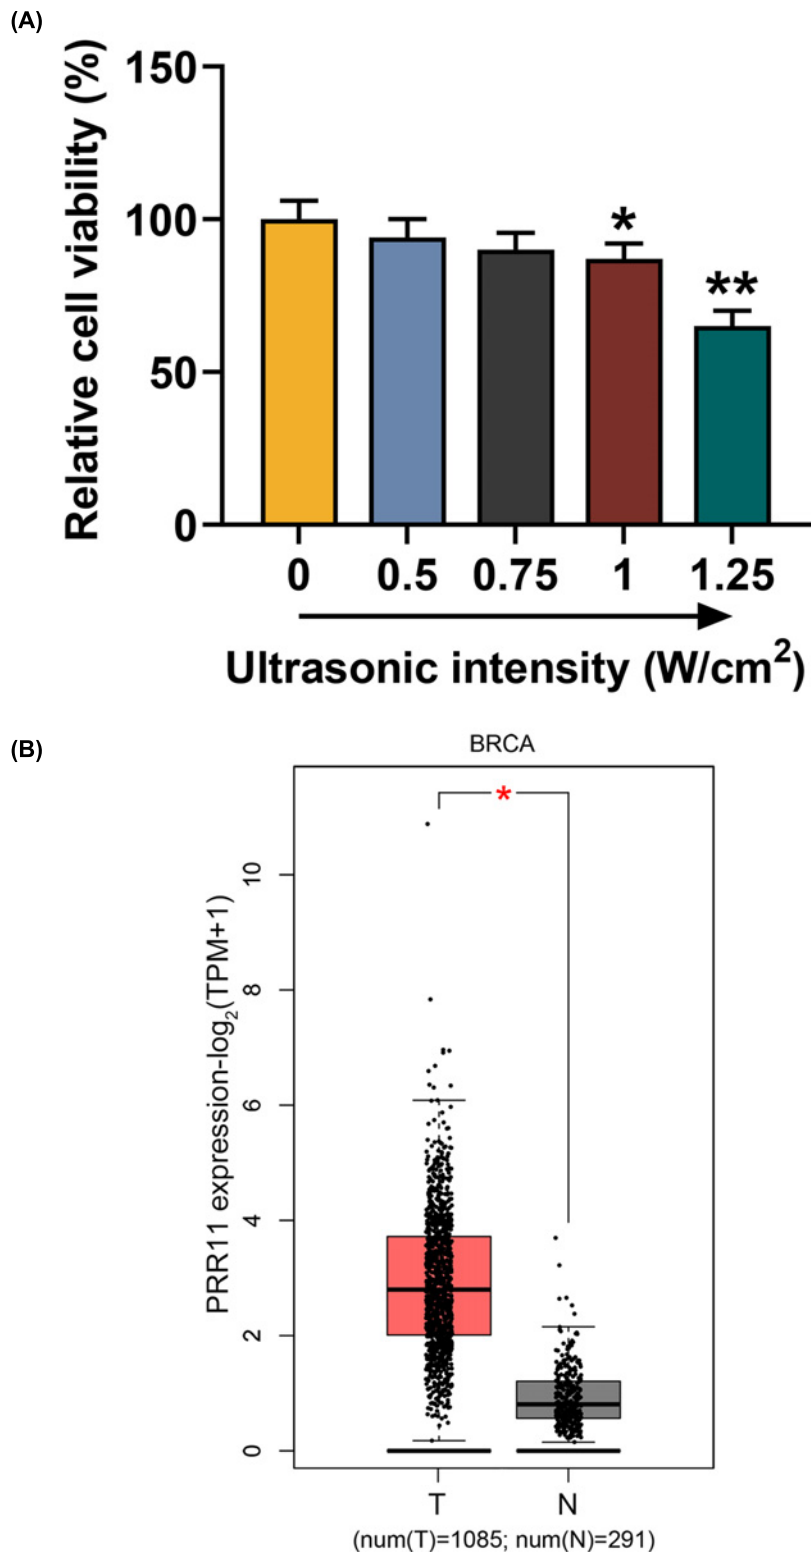 (A)
Relative cell viability (%)
150
100
50
0
*
**
0 0.5 0.75 1 1.25
Ultrasonic intensity (W/cm²)
(B)
BRCA
*
PRR11 expression-log₂(TPM+1)
10
8
6
4
2
0
T N
(num(T)=1085; num(N)=291)